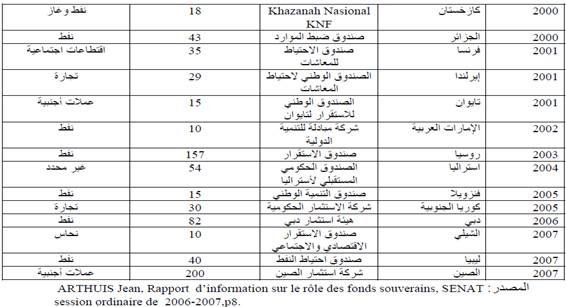 2000 كازخستان Khazanah Nasional KNF 18 نفط وغاز
2000 الجزائر صندوق ضبط الموارد 43 نفط
2001 فرنسا صندوق الاحتياط للمعاشات 35 اقتطاعات اجتماعية
2001 إيرلندا الصندوق الوطني لاحتياط المعاشات 29 تجارة
2001 تايوان الصندوق الوطني للاستقرار لتايوان 15 عملات أجنبية
2002 الإمارات العربية شركة مبادلة للتنمية الدولية 10 نفط
2003 روسيا صندوق الاستقرار 157 نفط
2004 استراليا الصندوق الحكومي المستقبلي لأستراليا 54 غير محدد
2005 فنزويلا صندوق التنمية الوطني 15 نفط
2005 كوريا الجنوبية شركة الاستثمار الحكومية 30 تجارة
2006 دبي هيئة استثمار دبي 82 نفط
2007 الشيلي صندوق الاستقرار الاقتصادي والاجتماعي 10 نحاس
2007 ليبيا صندوق احتياط النفط 40 نفط
2007 الصين شركة استثمار الصين 200 عملات أجنبية
المصدر: ARTHUIS Jean, Rapport d’information sur le rôle des fonds souverains, SENAT
session ordinaire de 2006-2007,p8.